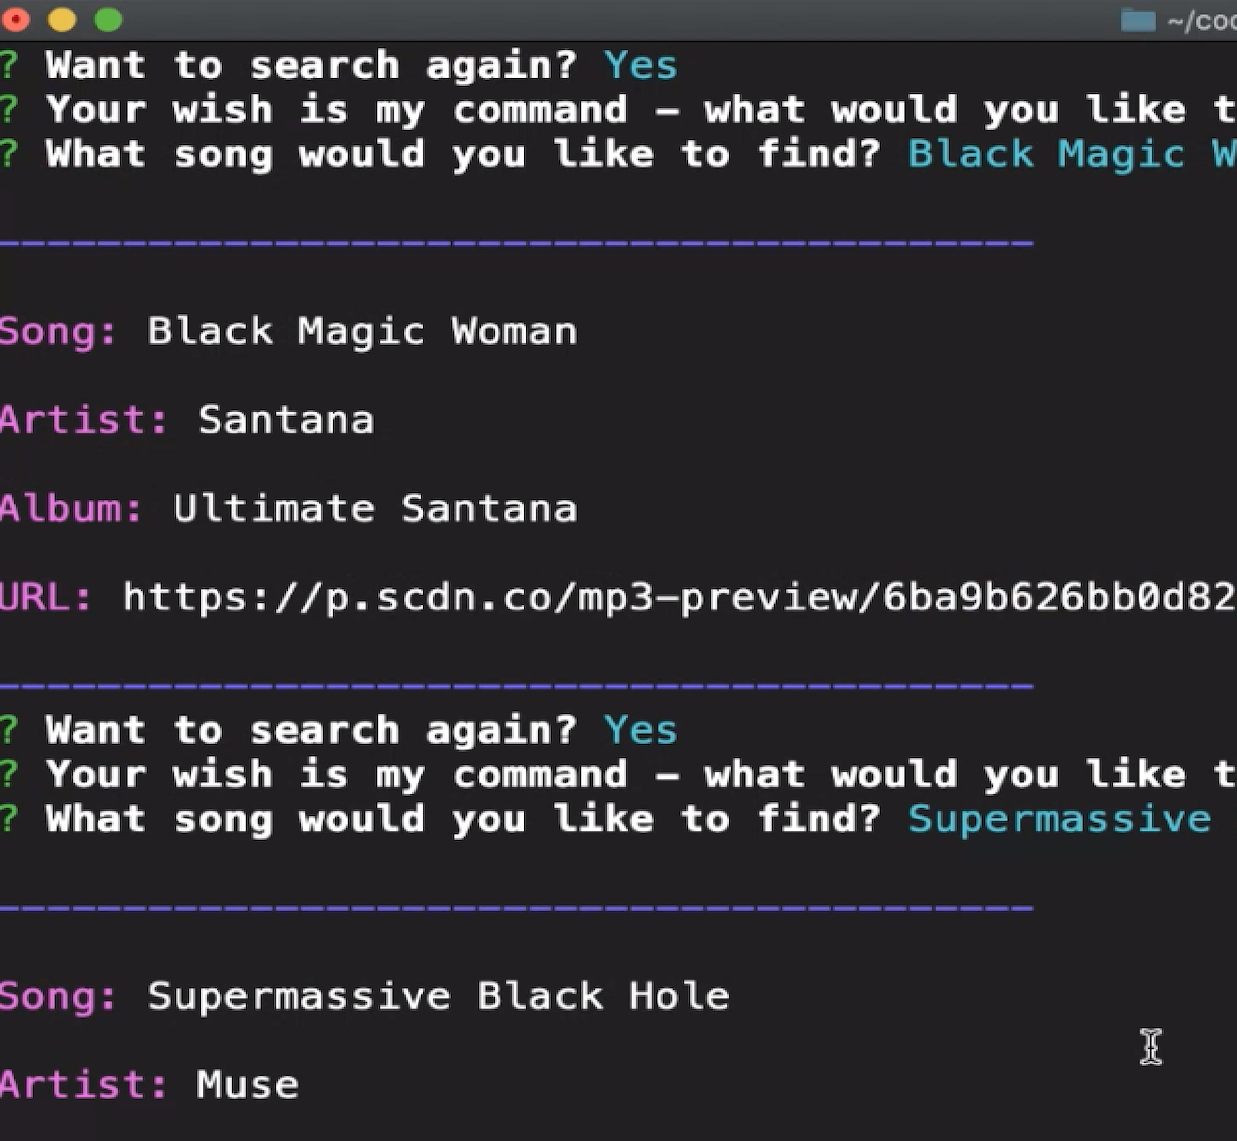 ~/coo
? Want to search again? Yes
? Your wish is my command – what would you like t
? What song would you like to find? Black Magic W
-----------------------------------------
Song: Black Magic Woman
Artist: Santana
Album: Ultimate Santana
URL: https://p.scdn.co/mp3-preview/6ba9b626bb0d82
-----------------------------------------
? Want to search again? Yes
? Your wish is my command – what would you like t
? What song would you like to find? Supermassive
-----------------------------------------
Song: Supermassive Black Hole
Artist: Muse